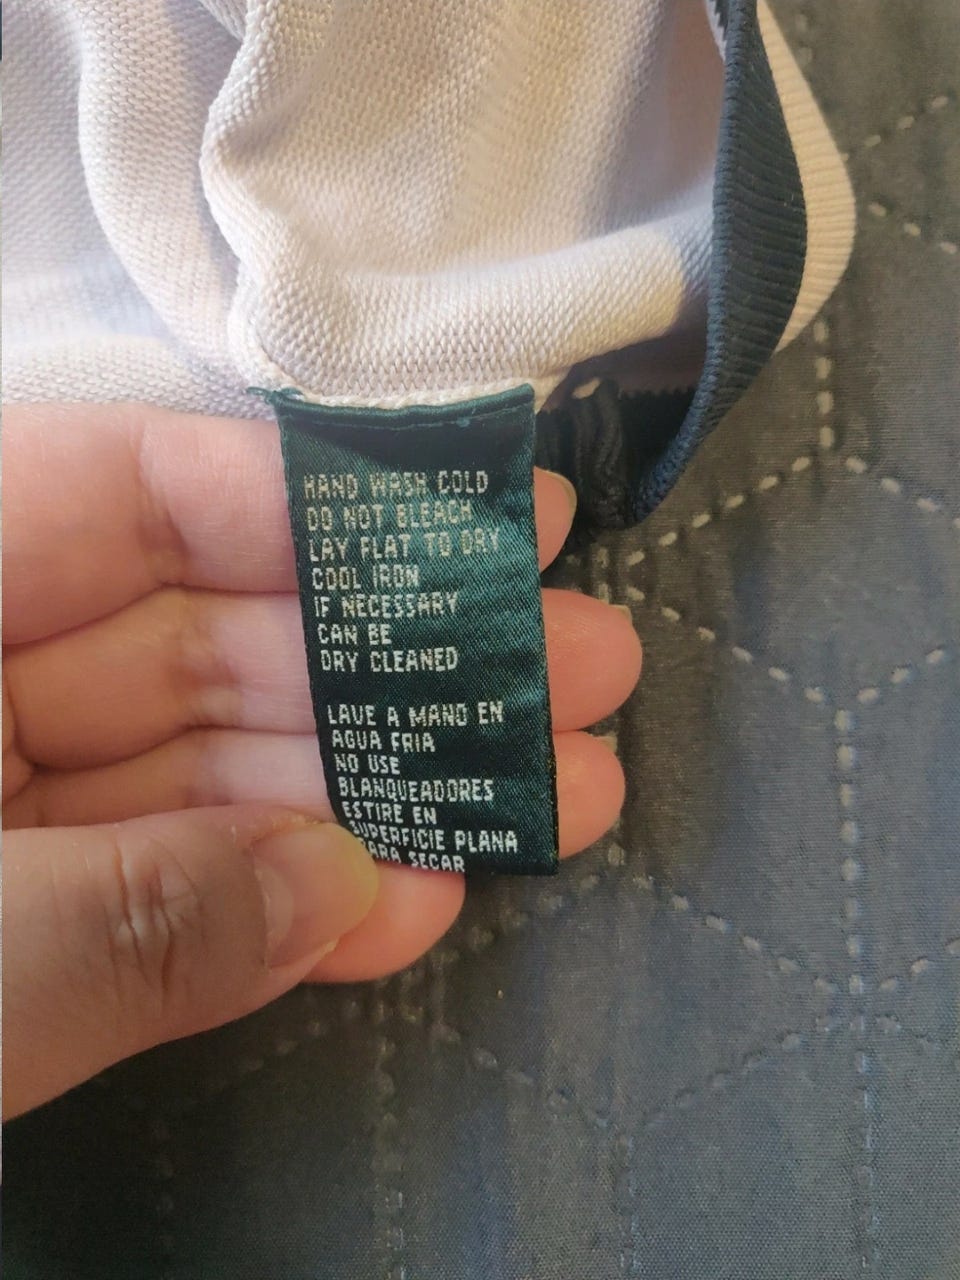 HAND WASH COLD
DO NOT BLEACH
LAY FLAT TO DRY
COOL IRON
IF NECESSARY
CAN BE
DRY CLEANED
LAVE A MANO EN
AGUA FRIA
NO USE
BLANQUEADORES
ESTIRE EN
SUPERFICIE PLANA
PARA SECAR